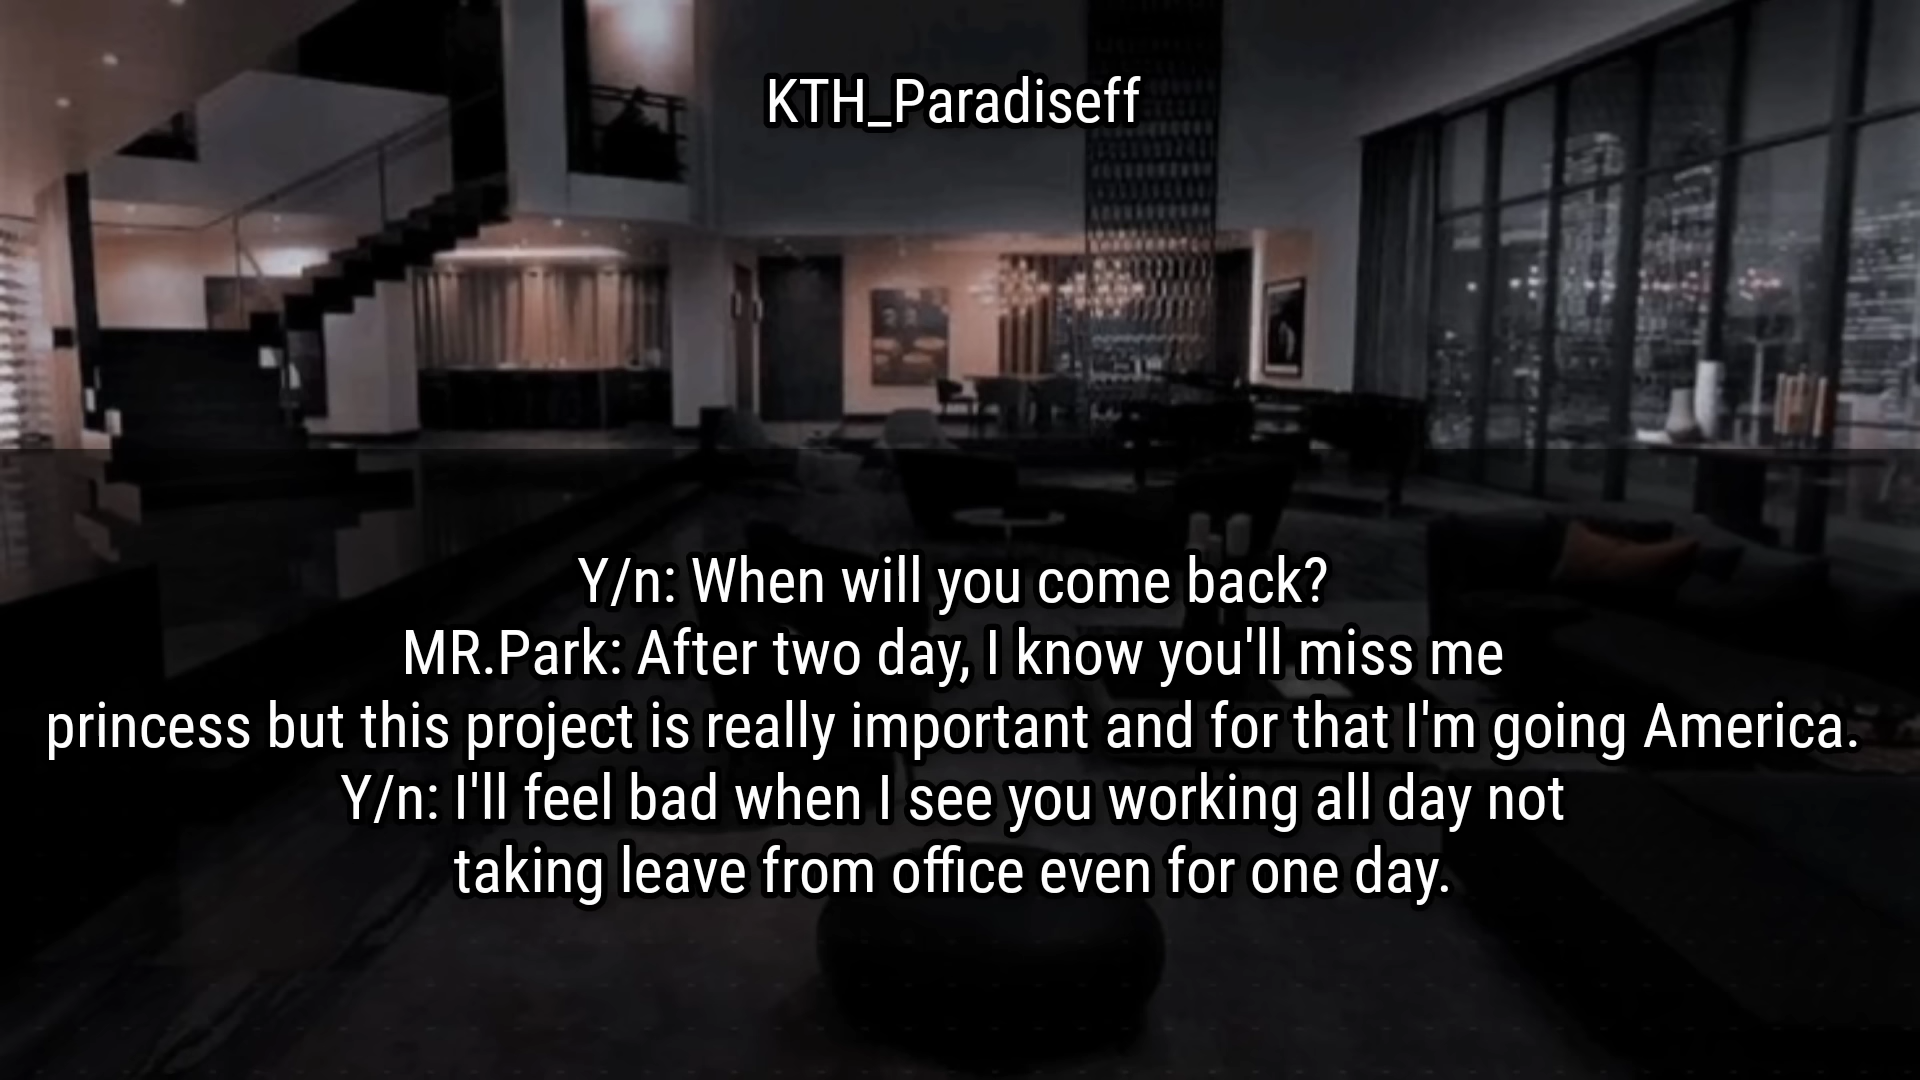 KTH_Paradiseff
Y/n: When will you come back?
MR.Park: After two day, I know you'll miss me
princess but this project is really important and for that I'm going America.
Y/n: I'll feel bad when I see you working all day not
taking leave from office even for one day.